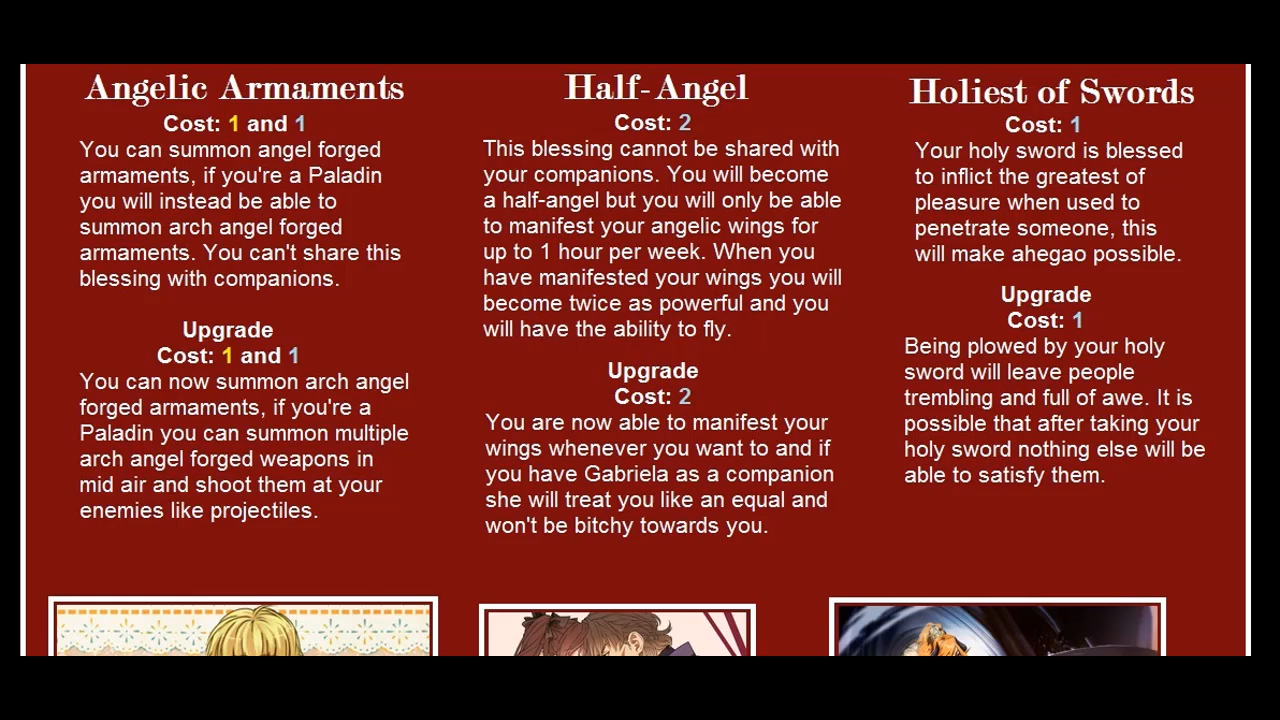 Angelic Armaments
Cost: 1 and 1
You can summon angel forged
armaments, if you're a Paladin
you will instead be able to
summon arch angel forged
armaments. You can't share this
blessing with companions.
Upgrade
Cost: 1 and 1
You can now summon arch angel
forged armaments, if you're a
Paladin you can summon multiple
arch angel forged weapons in
mid air and shoot them at your
enemies like projectiles.
Half-Angel
Cost: 2
This blessing cannot be shared with
your companions. You will become
a half-angel but you will only be able
to manifest your angelic wings for
up to 1 hour per week. When you
have manifested your wings you will
become twice as powerful and you
will have the ability to fly.
Upgrade
Cost: 2
You are now able to manifest your
wings whenever you want to and if
you have Gabriela as a companion
she will treat you like an equal and
won't be bitchy towards you.
Holiest of Swords
Cost: 1
Your holy sword is blessed
to inflict the greatest of
pleasure when used to
penetrate someone, this
will make ahegao possible.
Upgrade
Cost: 1
Being plowed by your holy
sword will leave people
trembling and full of awe. It is
possible that after taking your
holy sword nothing else will be
able to satisfy them.